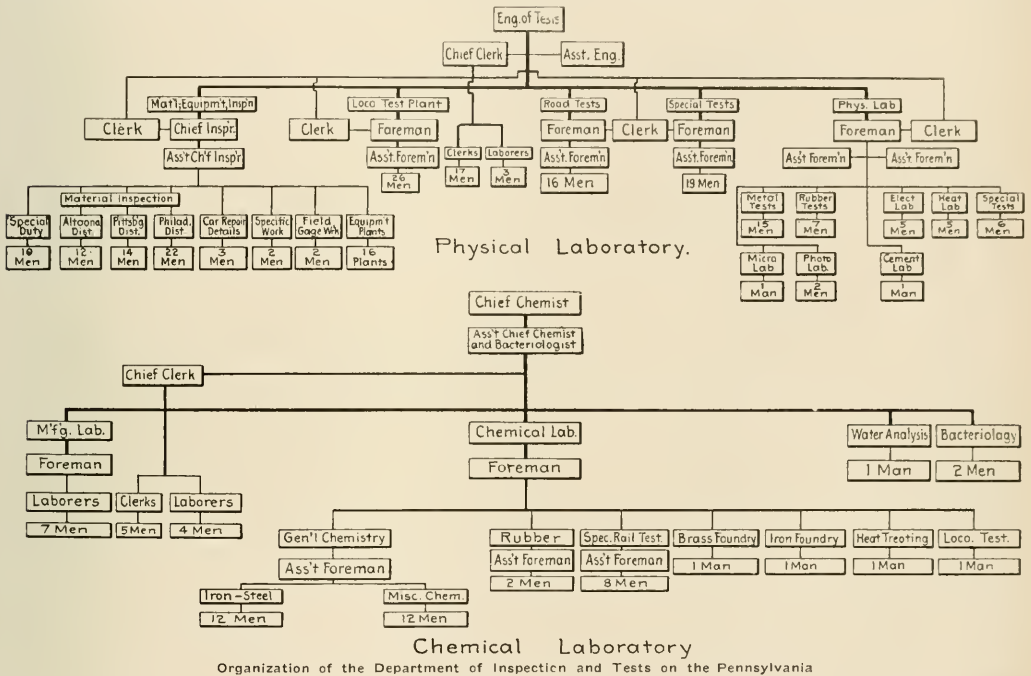 Eng. of Tests
Chief Clerk
Asst. Eng.
Mat'l, Equipm't, Insp'n
Loco Test Plant
Road Tests
Special Tests
Phys. Lab
Clerk
Chief Insp'r.
Clerk
Foreman
Foreman
Clerk
Foreman
Foreman
Clerk
Ass't Ch'f Insp'r.
Ass't. Forem'n
Clerks
Laborers
Ass't. Forem'n
Ass't. Forem'n
Ass't Forem'n
Ass't. Forem'n
26
Men
17
Men
3
Men
16 Men
19 Men
Material Inspection
Special
Duty
Altoona
Dist.
Pittsb'g
Dist.
Philad.
Dist
Car Repair
Details
Specific
Work
Field
Gage Wk
Equipm't
Plants
Metal
Tests
Rubber
Tests
Elect
Lab
Heat
Lab
Special
Tests
Men
12
Men
14
Men
22
Men
3
Men
2
Men
2
Men
16
Plants
15
Men
7
Men
5
Men
5
Men
6
Men
Physical Laboratory.
Micro
Lab
Photo
Lab.
Cement
Lab
1
Man
2
Men
1
Man
Chief Chemist
Ass't Chief Chemist
and Bacteriologist
Chief Clerk
M'f'g. Lab.
Chemical Lab.
Water Analysis
Bacteriology
Foreman
Foreman
1 Man
2 Men
Laborers
Clerks
Laborers
7 Men
5 Men
4 Men
Gen'l Chemistry
Rubber
Spec. Rail Test.
Brass Foundry
Iron Foundry
Heat Treating
Loco. Test.
Ass't Foreman
Ass't Foreman
Ass't Foreman
1 Man
1 Man
1 Man
1 Man
2 Men
8 Men
Iron-Steel
Misc. Chem.
12 Men
12 Men
Chemical Laboratory
Organization of the Department of Inspection and Tests on the Pennsylvania